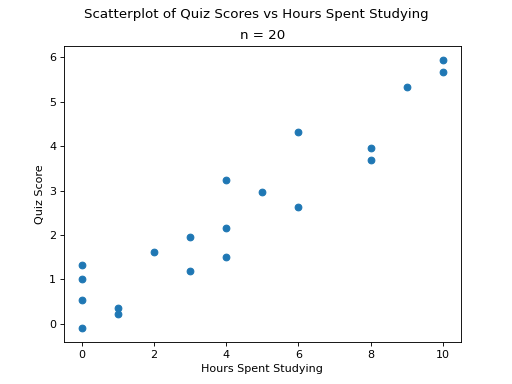 Scatterplot of Quiz Scores vs Hours Spent Studying
n = 20
6
5
4
3
2
1
0
Quiz Score
0 2 4 6 8 10
Hours Spent Studying